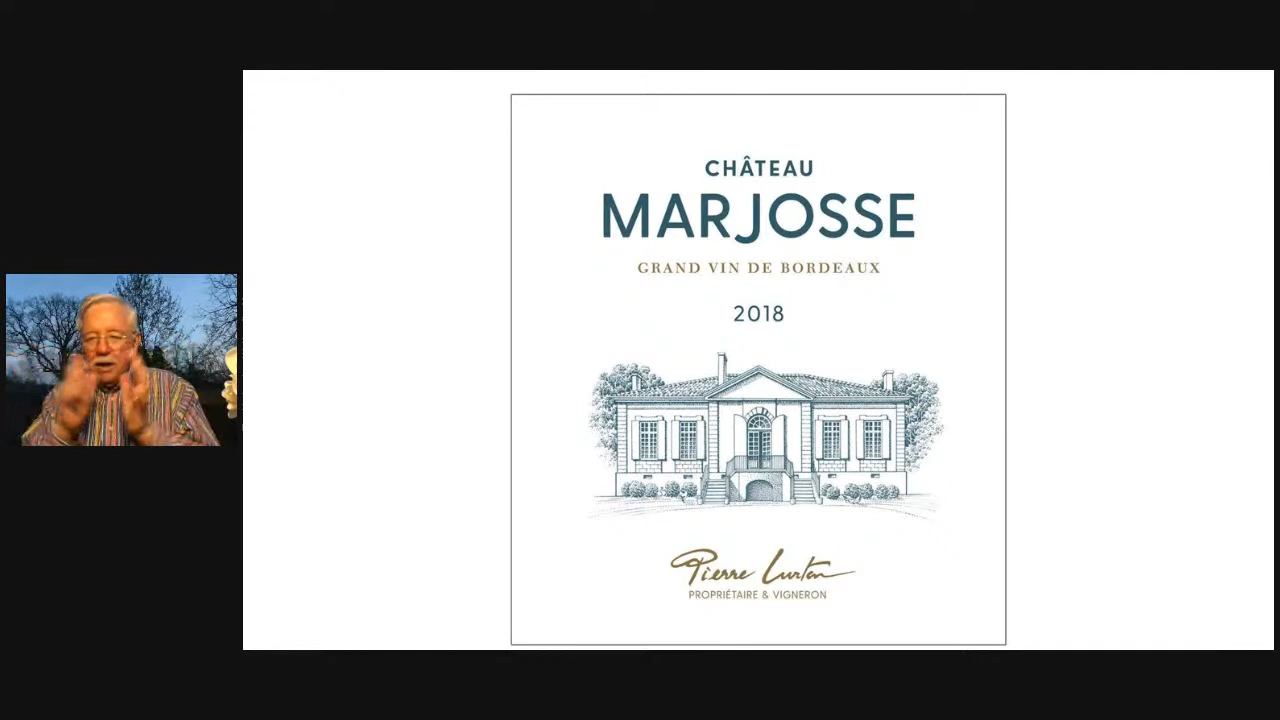 CHÂTEAU
MARJOSSE
GRAND VIN DE BORDEAUX
2018
Pierre Lurton
PROPRIÉTAIRE & VIGNERON